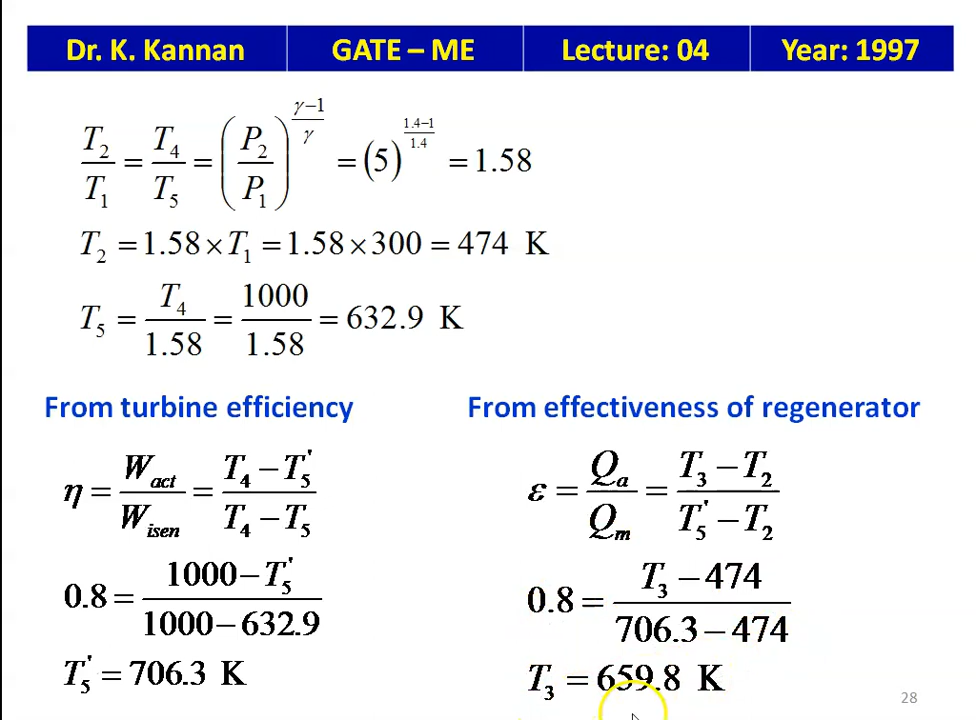 Dr. K. Kannan GATE – ME Lecture: 04 Year: 1997
T₂/T₁ = T₄/T₅ = (P₂/P₁)^((γ−1)/γ) = (5)^((1.4−1)/1.4) = 1.58
T₂ = 1.58 × T₁ = 1.58 × 300 = 474 K
T₅ = T₄/1.58 = 1000/1.58 = 632.9 K
From turbine efficiency
η = W_act/W_isen = (T₄ − T₅')/(T₄ − T₅)
0.8 = (1000 − T₅')/(1000 − 632.9)
T₅' = 706.3 K
From effectiveness of regenerator
ε = Q_a/Q_m = (T₃ − T₂)/(T₅' − T₂)
0.8 = (T₃ − 474)/(706.3 − 474)
T₃ = 659.8 K
28